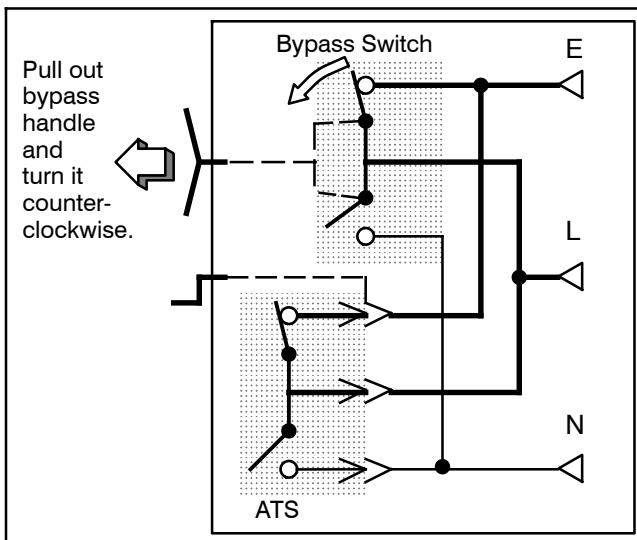 Bypass Switch
Pull out
bypass
handle
and
turn it
counter-
clockwise.
E
L
N
ATS